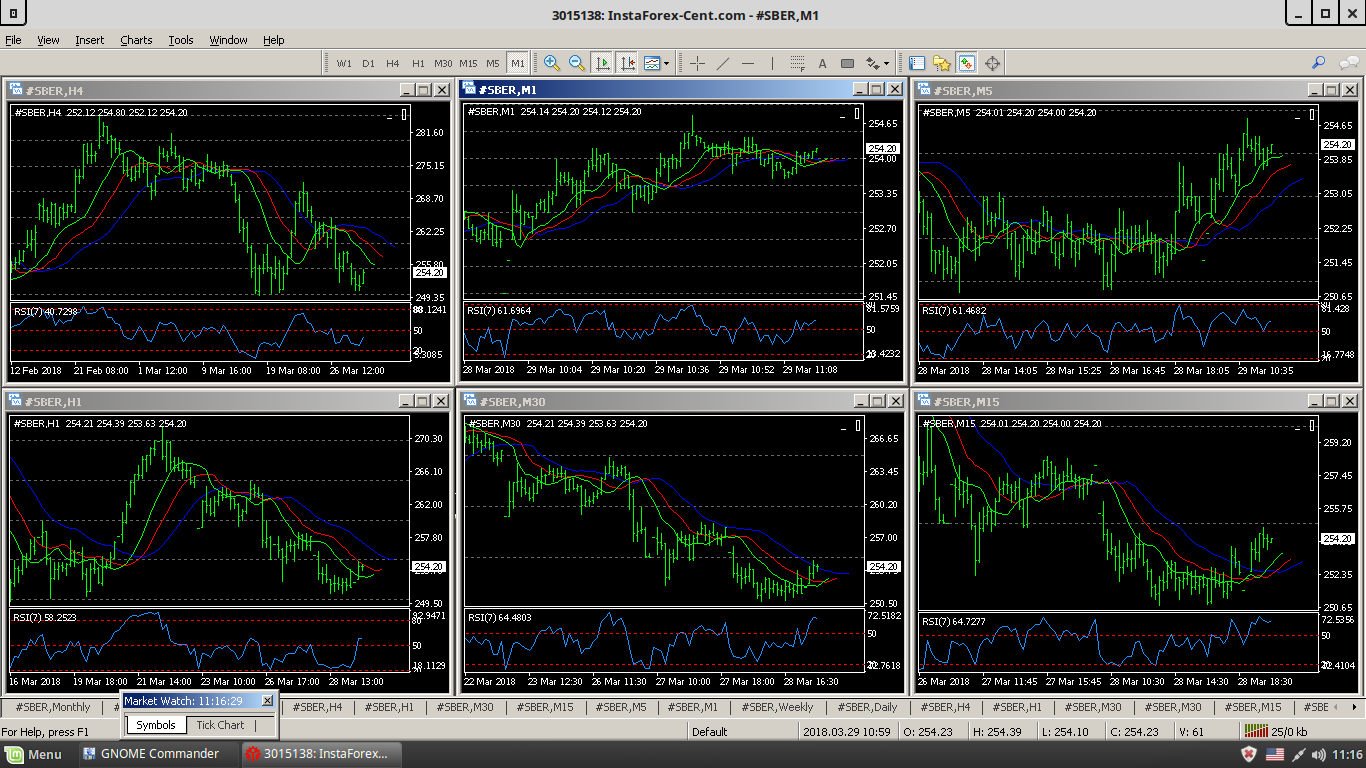 3015138: InstaForex-Cent.com - #SBER,M1
File View Insert Charts Tools Window Help
W1 D1 H4 H1 M30 M15 M5 M1
#SBER,H4
#SBER,H4 252.12 254.80 252.12 254.20
281.60
275.15
268.70
262.25
255.80
254.20
249.35
RSI(7) 40.7298
50
12 Feb 2018 21 Feb 08:00 1 Mar 12:00 9 Mar 16:00 19 Mar 08:00 26 Mar 12:00
#SBER,M1
#SBER,M1 254.14 254.20 254.12 254.20
254.65
254.20
254.00
253.35
252.70
252.05
251.45
RSI(7) 61.6964
81.5759
50
28 Mar 2018 29 Mar 10:04 29 Mar 10:20 29 Mar 10:36 29 Mar 10:52 29 Mar 11:08
#SBER,M5
#SBER,M5 254.01 254.20 254.00 254.20
254.65
254.20
253.85
253.05
252.25
251.45
250.65
RSI(7) 61.4682
81.428
50
16.7748
28 Mar 2018 28 Mar 14:05 28 Mar 15:25 28 Mar 16:45 28 Mar 18:05 29 Mar 10:35
#SBER,H1
#SBER,H1 254.21 254.39 253.63 254.20
270.30
266.10
262.00
257.80
254.20
249.50
RSI(7) 58.2523
92.9471
80
50
18.1129
16 Mar 2018 19 Mar 18:00 21 Mar 14:00 23 Mar 10:00 26 Mar 17:00 28 Mar 13:00
#SBER,M30
#SBER,M30 254.21 254.39 253.63 254.20
266.65
263.45
260.20
257.00
254.20
250.50
RSI(7) 64.4803
72.5182
50
22 Mar 2018 23 Mar 12:30 26 Mar 11:30 27 Mar 10:00 27 Mar 18:00 28 Mar 16:30
#SBER,M15
#SBER,M15 254.01 254.20 254.00 254.20
259.20
257.45
255.75
254.20
252.35
250.65
RSI(7) 64.7277
72.5356
50
26 Mar 2018 27 Mar 11:45 27 Mar 15:45 28 Mar 10:30 28 Mar 14:30 28 Mar 18:30
Market Watch: 11:16:29
Symbols Tick Chart
#SBER,Monthly #SBER,H4 #SBER,H1 #SBER,M30 #SBER,M15 #SBER,M5 #SBER,M1 #SBER,Weekly #SBER,Daily #SBER,H4 #SBER,H1 #SBER,M30 #SBER,M30 #SBER,M15 #SBE
For Help, press F1 Default 2018.03.29 10:59 O: 254.23 H: 254.39 L: 254.10 C: 254.23 V: 61 25/0 kb
Menu GNOME Commander 3015138: InstaForex... 11:16